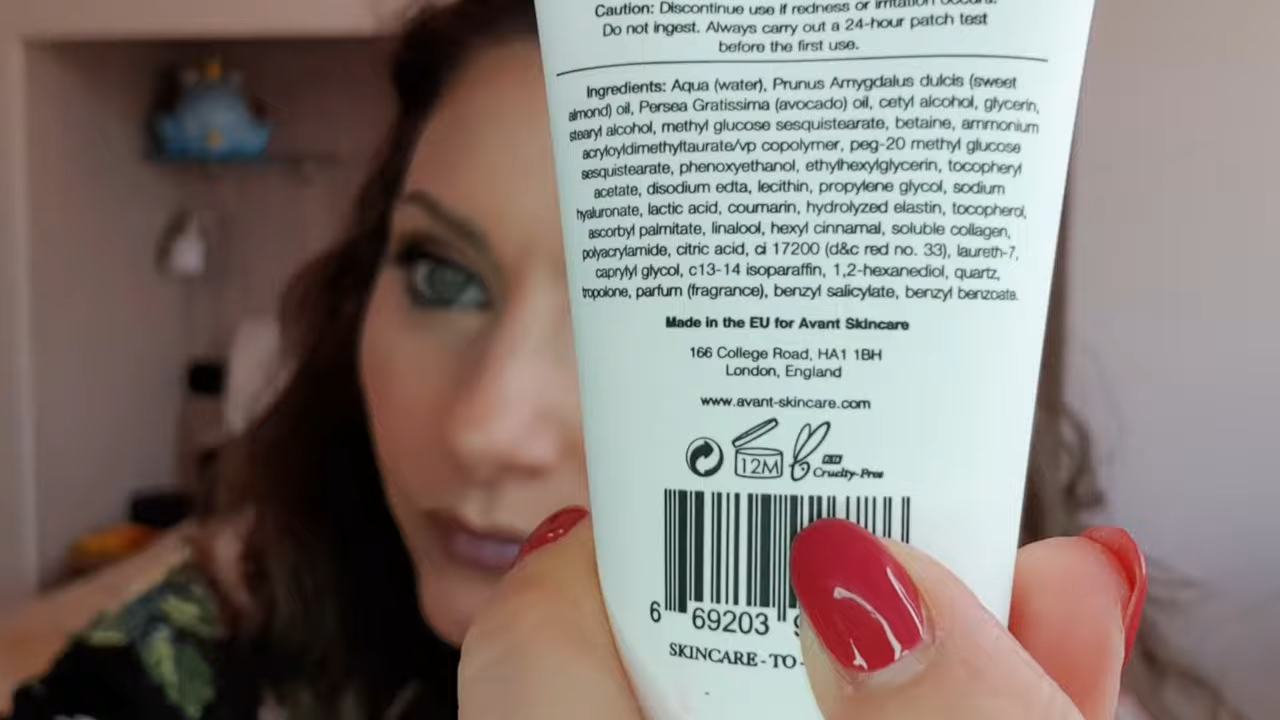 Caution: Discontinue use if redness or irritation occurs.
Do not ingest. Always carry out a 24-hour patch test
before the first use.
Ingredients: Aqua (water), Prunus Amygdalus dulcis (sweet
almond) oil, Persea Gratissima (avocado) oil, cetyl alcohol, glycerin,
stearyl alcohol, methyl glucose sesquistearate, betaine, ammonium
acryloyldimethyltaurate/vp copolymer, peg-20 methyl glucose
sesquistearate, phenoxyethanol, ethylhexylglycerin, tocopheryl
acetate, disodium edta, lecithin, propylene glycol, sodium
hyaluronate, lactic acid, coumarin, hydrolyzed elastin, tocopherol,
ascorbyl palmitate, linalool, hexyl cinnamal, soluble collagen,
polyacrylamide, citric acid, ci 17200 (d&c red no. 33), laureth-7,
caprylyl glycol, c13-14 isoparaffin, 1,2-hexanediol, quartz,
tropolone, parfum (fragrance), benzyl salicylate, benzyl benzoate.
Made in the EU for Avant Skincare
166 College Road, HA1 1BH
London, England
www.avant-skincare.com
12M
Cruelty-Free
6 69203
SKINCARE-TO-